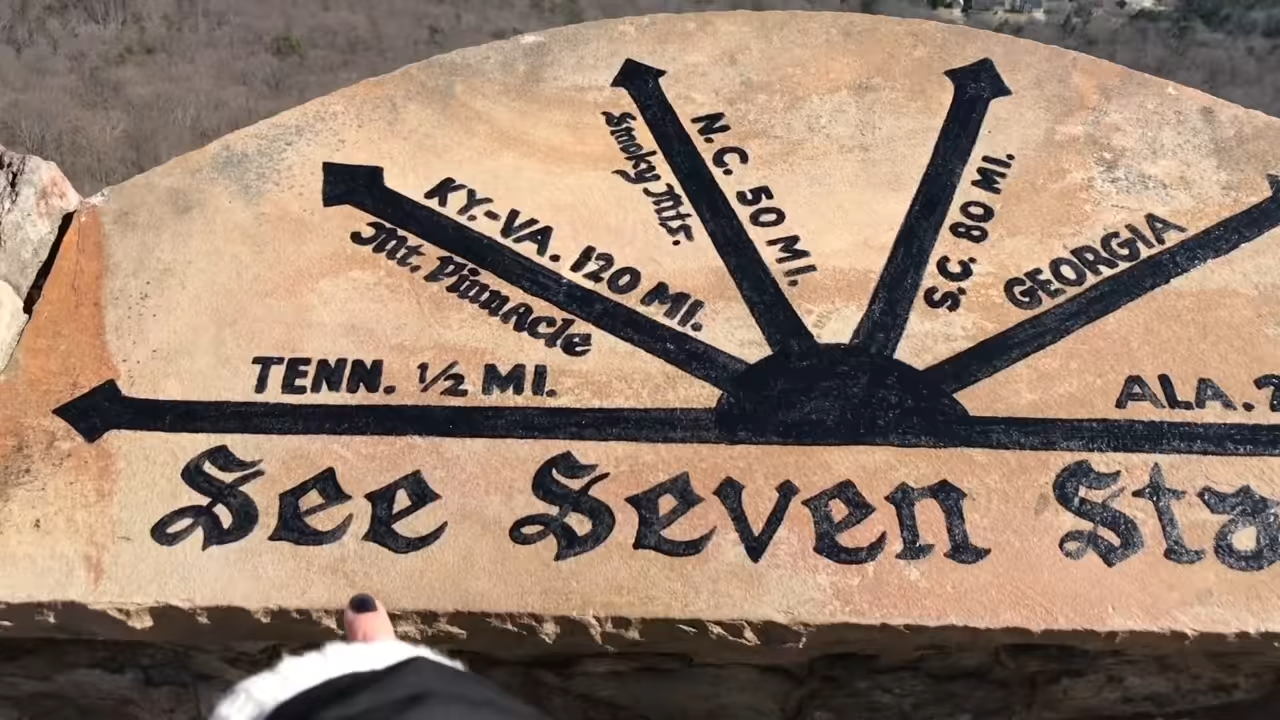 TENN. ½ MI.
KY.-VA. 120 MI.
Mt. Pinnacle
N.C. 50 MI.
Smoky Mts.
S.C. 80 MI.
GEORGIA
ALA.
See Seven Sta